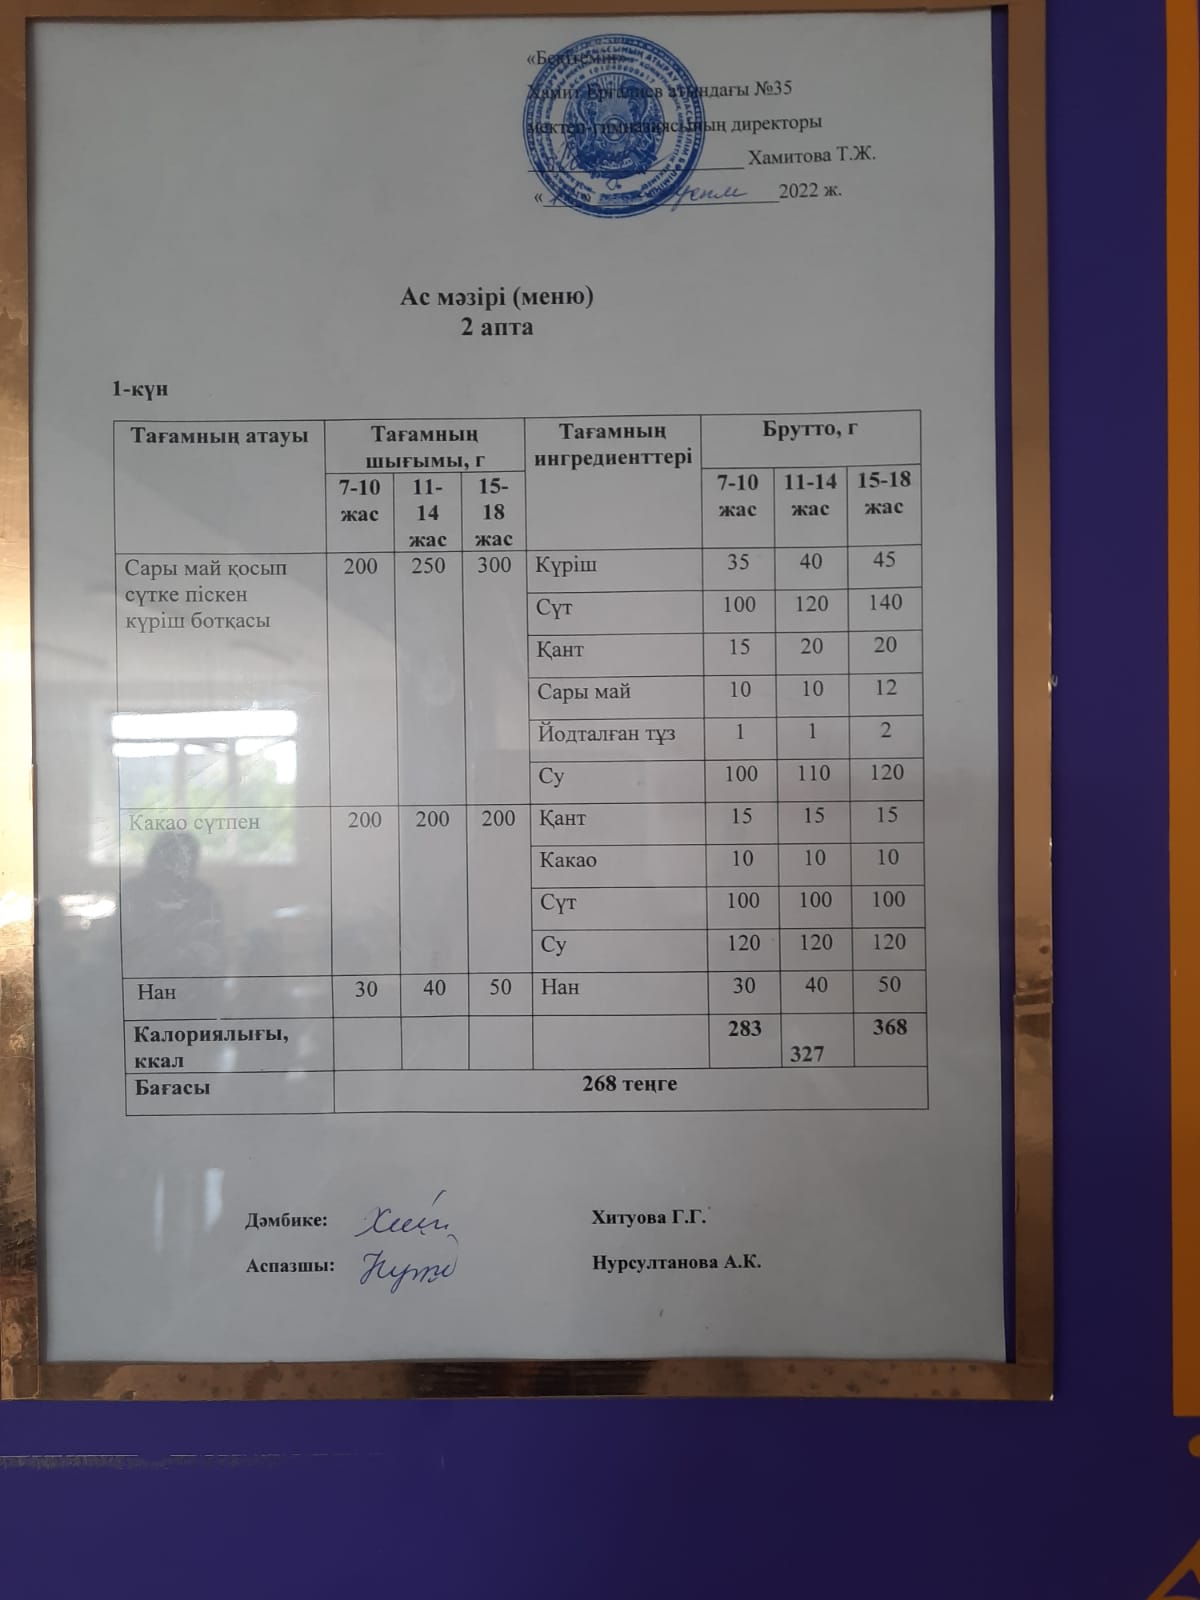 «Бекітемін»
Хамит Ерғалиев атындағы №35
мектеп-гимназиясының директоры
Хамитова Т.Ж.
« 2022 ж.
Ас мәзірі (меню)
2 апта
1-күн
Тағамның атауы Тағамның шығымы, г Тағамның ингредиенттері Брутто, г
7-10 жас 11-14 жас 15-18 жас 7-10 жас 11-14 жас 15-18 жас
Сары май қосып сүтке піскен күріш ботқасы 200 250 300 Күріш 35 40 45
Сүт 100 120 140
Қант 15 20 20
Сары май 10 10 12
Йодталған тұз 1 1 2
Су 100 110 120
Какао сүтпен 200 200 200 Қант 15 15 15
Какао 10 10 10
Сүт 100 100 100
Су 120 120 120
Нан 30 40 50 Нан 30 40 50
Калориялығы, ккал 283 327 368
Бағасы 268 теңге
Дәмбике: Хитуова Г.Г.
Аспазшы: Нурсултанова А.К.